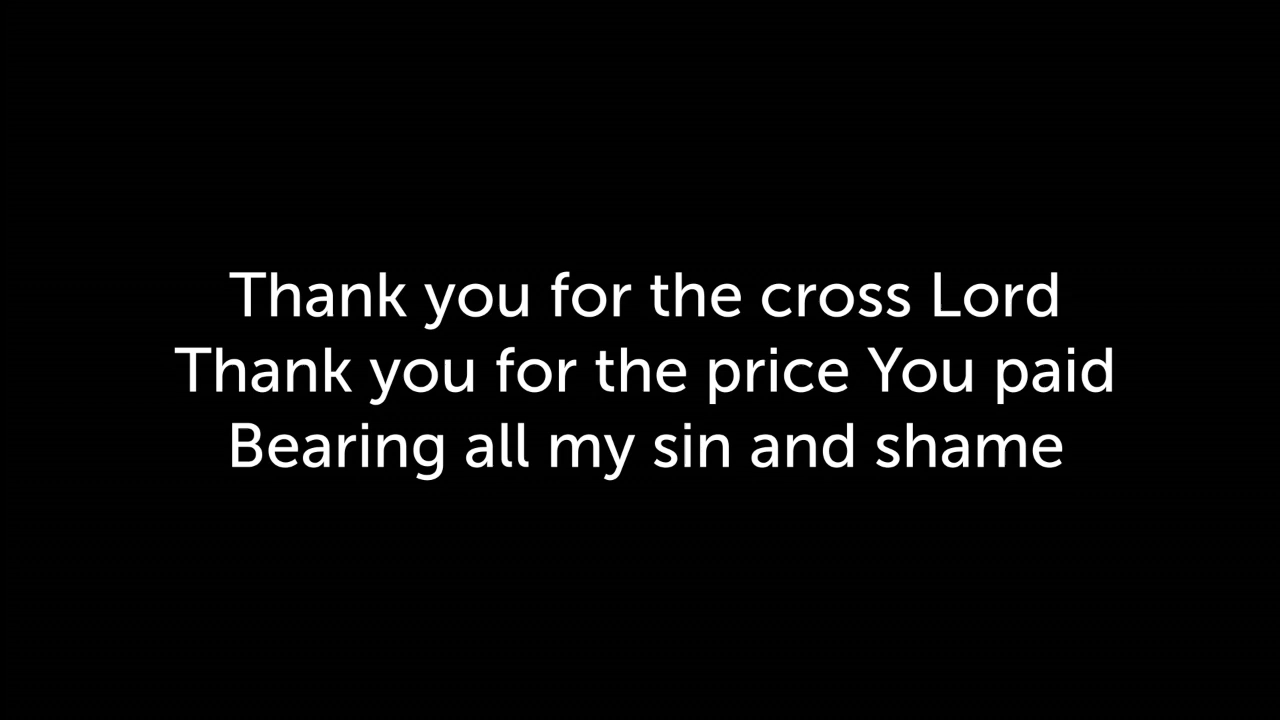 Thank you for the cross Lord
Thank you for the price You paid
Bearing all my sin and shame